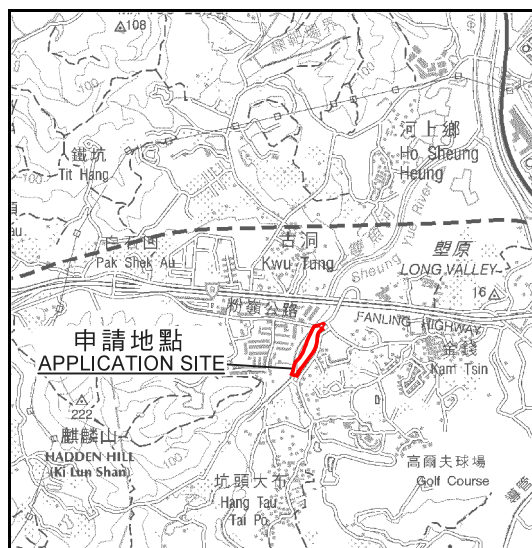 108
100
河上鄉
Ho Sheung
Heung
River
鐵坑
Tit Hang
100
古洞
Kwu Tung
Sheung Yue River
塱原
LONG VALLEY
Pak Shek Au
16
粉嶺公路
FANLING HIGHWAY
申請地點
APPLICATION SITE
金錢
Kam Tsin
222
麒麟山
HADDEN HILL
(Ki Lun Shan)
100
坑頭大布
Hang Tau
Tai Po
高爾夫球場
Golf Course